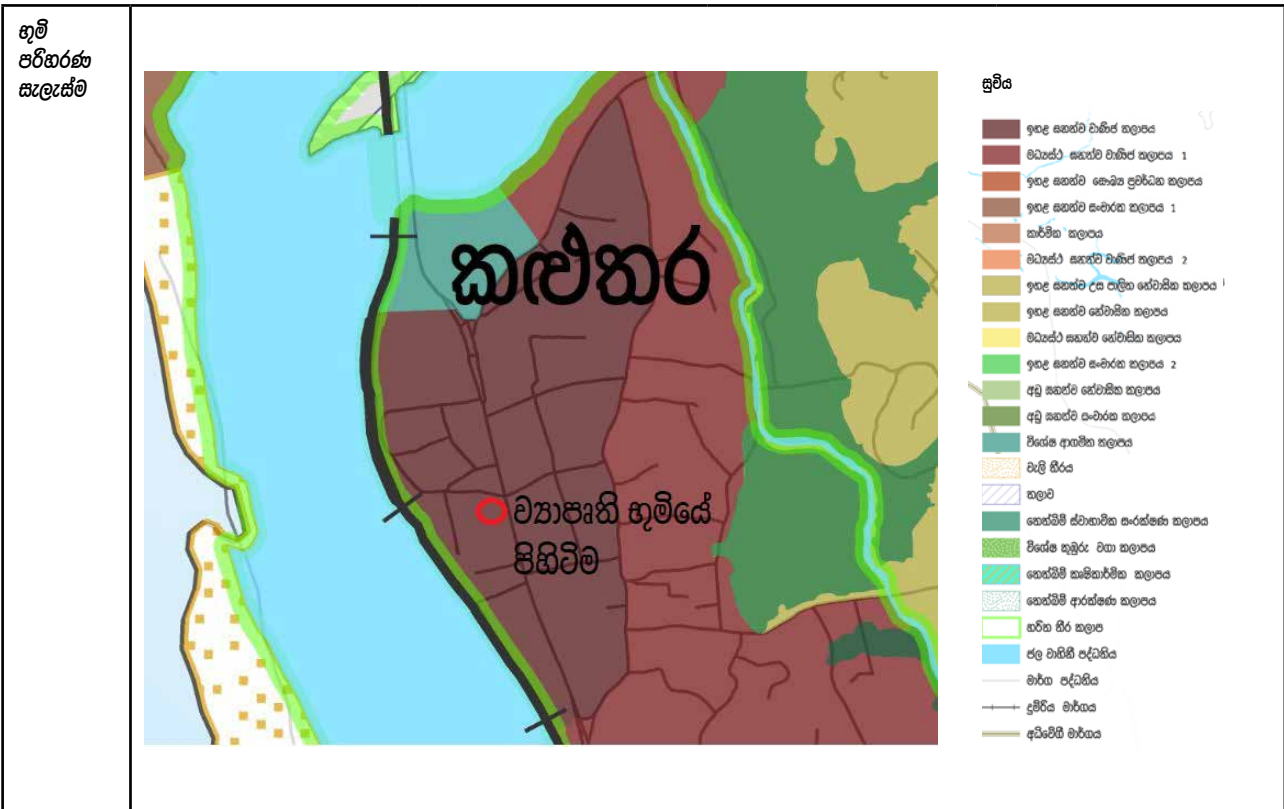 භූමි
පරිහරණ
සැලැස්ම
කළුතර
ව්‍යාපෘති භූමියේ
පිහිටිම
සූචිය
ඉහළ ඝනත්ව වාණිජ කලාපය
මධ්‍යස්ථ ඝනත්ව වාණිජ කලාපය 1
ඉහළ ඝනත්ව සෞඛ්‍ය ප්‍රවර්ධන කලාපය
ඉහළ ඝනත්ව සංචාරක කලාපය 1
කාර්මික කලාපය
මධ්‍යස්ථ ඝනත්ව වාණිජ කලාපය 2
ඉහළ ඝනත්ව උස පාලිත නේවාසික කලාපය
ඉහළ ඝනත්ව නේවාසික කලාපය
මධ්‍යස්ථ ඝනත්ව නේවාසික කලාපය
ඉහළ ඝනත්ව සංචාරක කලාපය 2
අඩු ඝනත්ව නේවාසික කලාපය
අඩු ඝනත්ව සංචාරක කලාපය
විශේෂ ආගමික කලාපය
වැලි තීරය
කලාව
තෙත්බිම් ස්වාභාවික සංරක්ෂණ කලාපය
විශේෂ කුඹුරු වගා කලාපය
තෙත්බිම් කෘෂිකාර්මික කලාපය
තෙත්බිම් ආරක්ෂණ කලාපය
හරිත තීර කලාප
ජල වාහිනී පද්ධතිය
මාර්ග පද්ධතිය
දුම්රිය මාර්ගය
අධිවේගී මාර්ගය